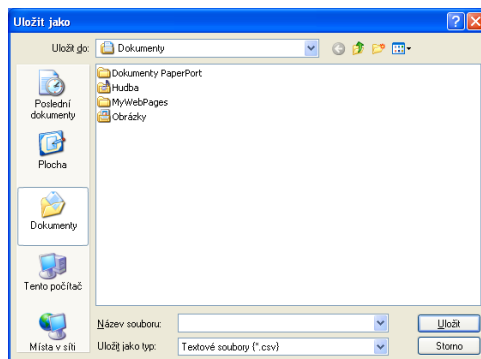 Uložit jako
Uložit do:
Dokumenty
Poslední
dokumenty
Plocha
Dokumenty
Tento počítač
Místa v síti
Dokumenty PaperPort
Hudba
MyWebPages
Obrázky
Název souboru:
Uložit
Uložit jako typ:
Textové soubory (*.csv)
Storno